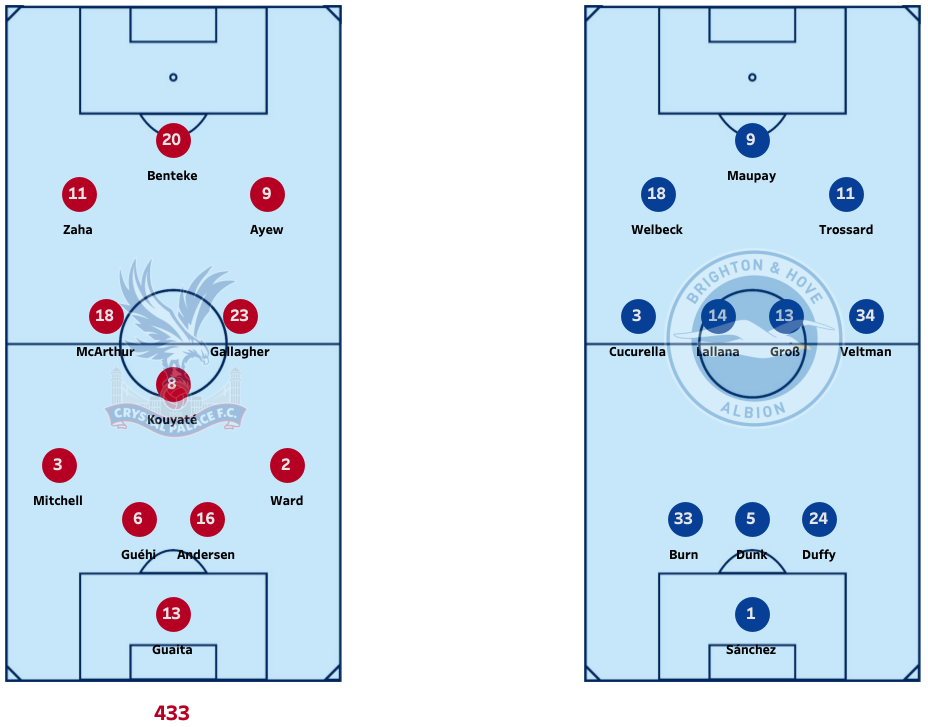 20
Benteke
11
Zaha
9
Ayew
18
McArthur
23
Gallagher
8
Kouyaté
CRYSTAL PALACE F.C.
3
Mitchell
2
Ward
6
Guéhi
16
Andersen
13
Guaita
433
9
Maupay
18
Welbeck
11
Trossard
BRIGHTON & HOVE
3
Cucurella
14
Lallana
13
Groß
34
Veltman
ALBION
33
Burn
5
Dunk
24
Duffy
1
Sánchez